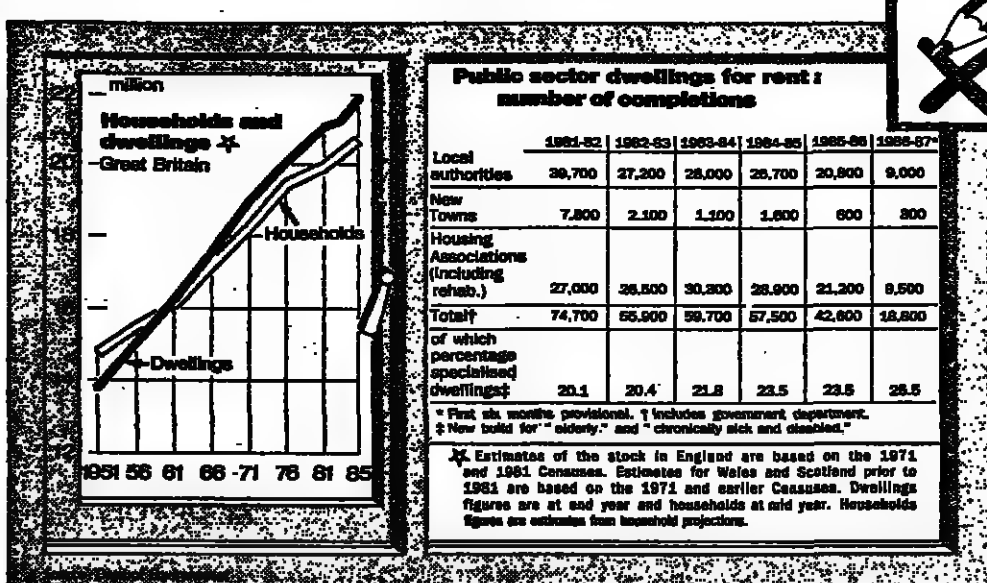 million
Households and
dwellings ☆
Great Britain
20
Households
Dwellings
1951 56 61 66 -71 76 81 85
Public sector dwellings for rent:
number of completions
1981-82 1982-83 1983-84 1984-85 1985-86 1986-87*
Local
authorities 39,700 27,200 28,000 26,700 20,800 9,000
New
Towns 7,800 2,100 1,100 1,600 600 300
Housing
Associations
(including
rehab.) 27,000 26,500 30,300 28,900 21,200 9,500
Total† 74,700 55,900 59,700 57,500 42,600 18,800
of which
percentage
specialised
dwellings‡ 20.1 20.4 21.8 23.5 23.5 26.5
* First six months provisional. † Includes government department.
‡ New build for "elderly" and "chronically sick and disabled."
☆ Estimates of the stock in England are based on the 1971
and 1981 Censuses. Estimates for Wales and Scotland prior to
1981 are based on the 1971 and earlier Censuses. Dwellings
figures are at end year and households at mid year. Households
figures are estimates from household projections.